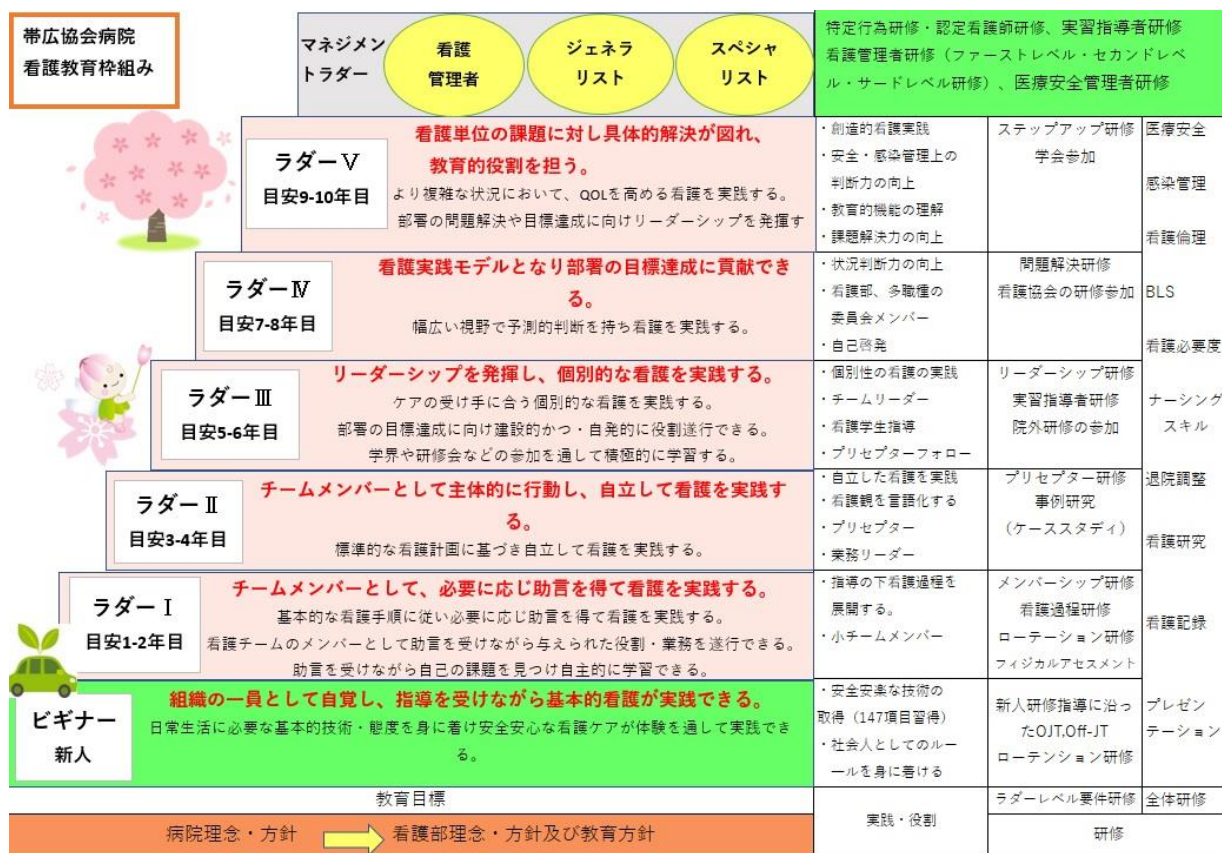 帯広協会病院
看護教育枠組み
マネジメン
トラダー
看護
管理者
ジェネラ
リスト
スペシャ
リスト
特定行為研修・認定看護師研修、実習指導者研修
看護管理者研修（ファーストレベル・セカンドレベ
ル・サードレベル研修）、医療安全管理者研修
ラダーⅤ
目安9-10年目
看護単位の課題に対し具体的解決が図れ、
教育的役割を担う。
より複雑な状況において、QOLを高める看護を実践する。
部署の問題解決や目標達成に向けリーダーシップを発揮す
・創造的看護実践
・安全・感染管理上の
判断力の向上
・教育的機能の理解
・課題解決力の向上
ステップアップ研修
学会参加
ラダーⅣ
目安7-8年目
看護実践モデルとなり部署の目標達成に貢献でき
る。
幅広い視野で予測的判断を持ち看護を実践する。
・状況判断力の向上
・看護部、多職種の
委員会メンバー
・自己啓発
問題解決研修
看護協会の研修参加
ラダーⅢ
目安5-6年目
リーダーシップを発揮し、個別的な看護を実践する。
ケアの受け手に合う個別的な看護を実践する。
部署の目標達成に向け建設的かつ・自発的に役割遂行できる。
学界や研修会などの参加を通して積極的に学習する。
・個別性の看護の実践
・チームリーダー
・看護学生指導
・プリセプターフォロー
リーダーシップ研修
実習指導者研修
院外研修の参加
ラダーⅡ
目安3-4年目
チームメンバーとして主体的に行動し、自立して看護を実践す
る。
標準的な看護計画に基づき自立して看護を実践する。
・自立した看護を実践
・看護観を言語化する
・プリセプター
・業務リーダー
プリセプター研修
事例研究
（ケーススタディ）
ラダーⅠ
目安1-2年目
チームメンバーとして、必要に応じ助言を得て看護を実践する。
基本的な看護手順に従い必要に応じ助言を得て看護を実践する。
看護チームのメンバーとして助言を受けながら与えられた役割・業務を遂行できる。
助言を受けながら自己の課題を見つけ自主的に学習できる。
・指導の下看護過程を
展開する。
・小チームメンバー
メンバーシップ研修
看護過程研修
ローテーション研修
フィジカルアセスメント
ビギナー
新人
組織の一員として自覚し、指導を受けながら基本的看護が実践できる。
日常生活に必要な基本的技術・態度を身に着け安全安心な看護ケアが体験を通して実践でき
る。
・安全安楽な技術の
取得（147項目習得）
・社会人としてのルー
ールを身に着ける
新人研修指導に沿っ
たOJT,Off-JT
ローテンション研修
医療安全
感染管理
看護倫理
BLS
看護必要度
ナーシング
スキル
退院調整
看護研究
看護記録
プレゼン
テーション
教育目標
実践・役割
ラダーレベル要件研修
全体研修
病院理念・方針
看護部理念・方針及び教育方針
研修